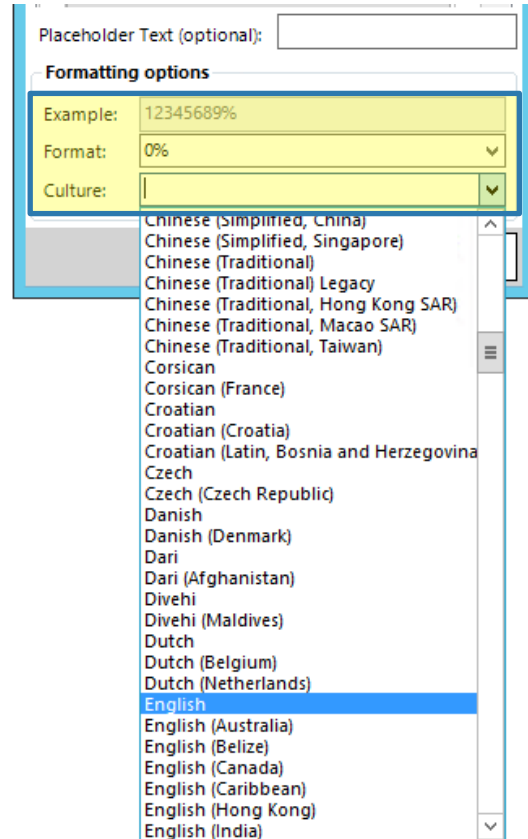 Placeholder Text (optional):
Formatting options
Example: 12345689%
Format: 0%
Culture:
Chinese (Simplified, China)
Chinese (Simplified, Singapore)
Chinese (Traditional)
Chinese (Traditional) Legacy
Chinese (Traditional, Hong Kong SAR)
Chinese (Traditional, Macao SAR)
Chinese (Traditional, Taiwan)
Corsican
Corsican (France)
Croatian
Croatian (Croatia)
Croatian (Latin, Bosnia and Herzegovina
Czech
Czech (Czech Republic)
Danish
Danish (Denmark)
Dari
Dari (Afghanistan)
Divehi
Divehi (Maldives)
Dutch
Dutch (Belgium)
Dutch (Netherlands)
English
English (Australia)
English (Belize)
English (Canada)
English (Caribbean)
English (Hong Kong)
English (India)